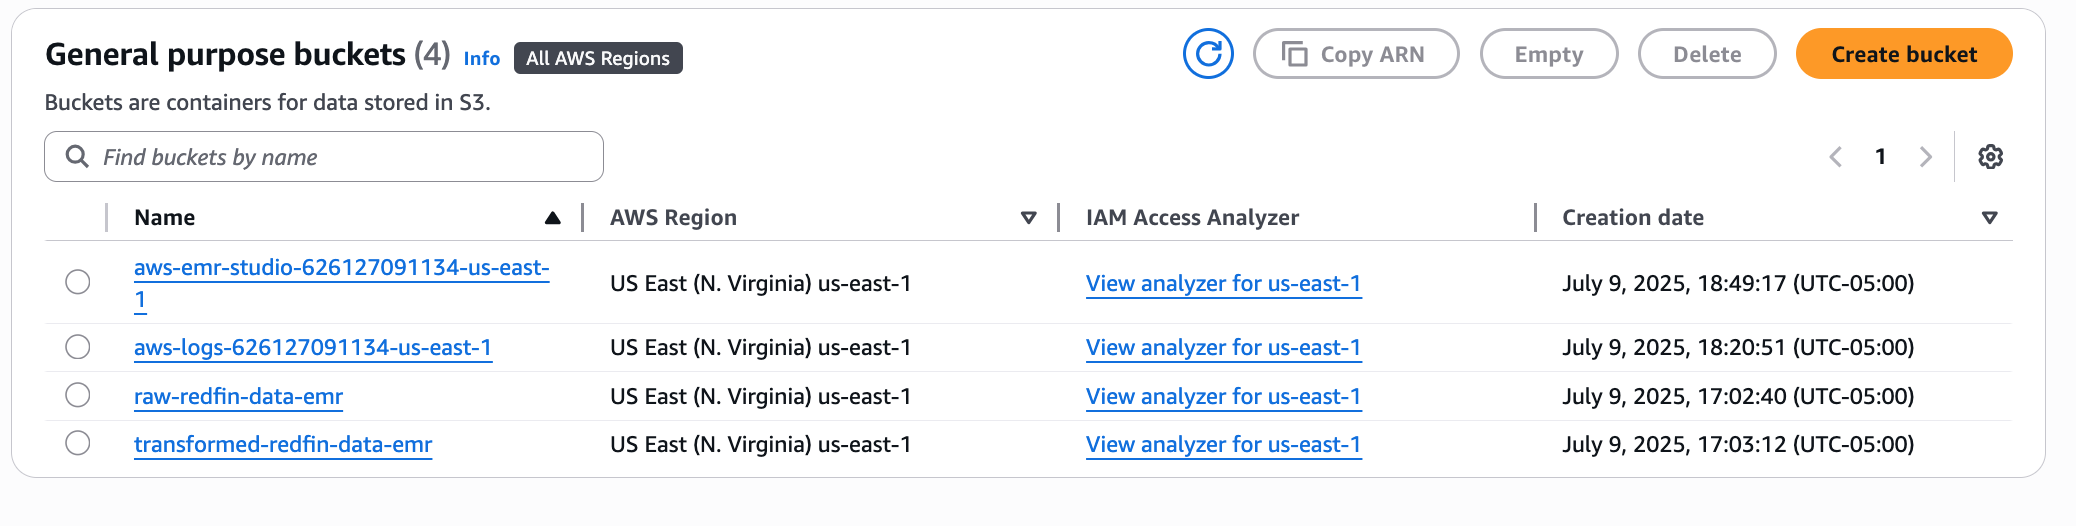 General purpose buckets (4) Info All AWS Regions Copy ARN Empty Delete Create bucket
Buckets are containers for data stored in S3.
Find buckets by name 1
Name AWS Region IAM Access Analyzer Creation date
aws-emr-studio-626127091134-us-east-
1 US East (N. Virginia) us-east-1 View analyzer for us-east-1 July 9, 2025, 18:49:17 (UTC-05:00)
aws-logs-626127091134-us-east-1 US East (N. Virginia) us-east-1 View analyzer for us-east-1 July 9, 2025, 18:20:51 (UTC-05:00)
raw-redfin-data-emr US East (N. Virginia) us-east-1 View analyzer for us-east-1 July 9, 2025, 17:02:40 (UTC-05:00)
transformed-redfin-data-emr US East (N. Virginia) us-east-1 View analyzer for us-east-1 July 9, 2025, 17:03:12 (UTC-05:00)